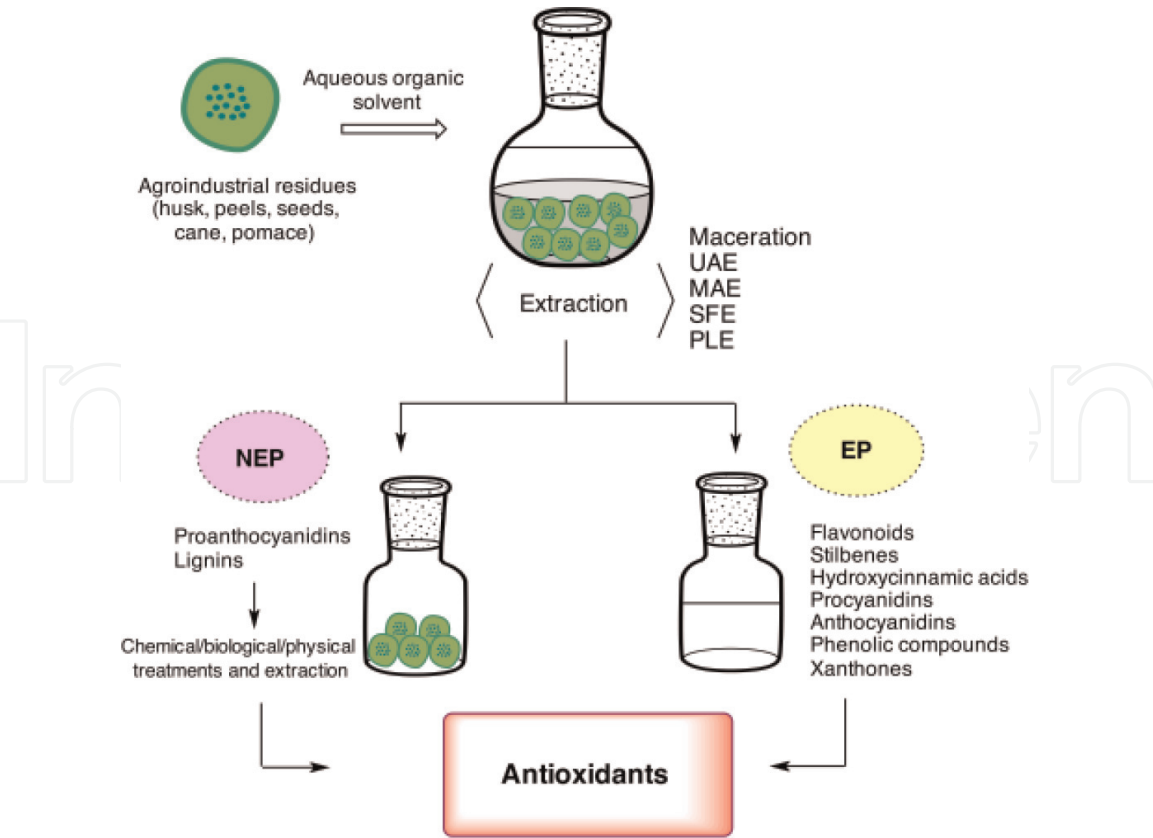 Aqueous organic
solvent
Agroindustrial residues
(husk, peels, seeds,
cane, pomace)
Extraction
Maceration
UAE
MAE
SFE
PLE
NEP
EP
Proanthocyanidins
Lignins
Chemical/biological/physical
treatments and extraction
Flavonoids
Stilbenes
Hydroxycinnamic acids
Procyanidins
Anthocyanidins
Phenolic compounds
Xanthones
Antioxidants